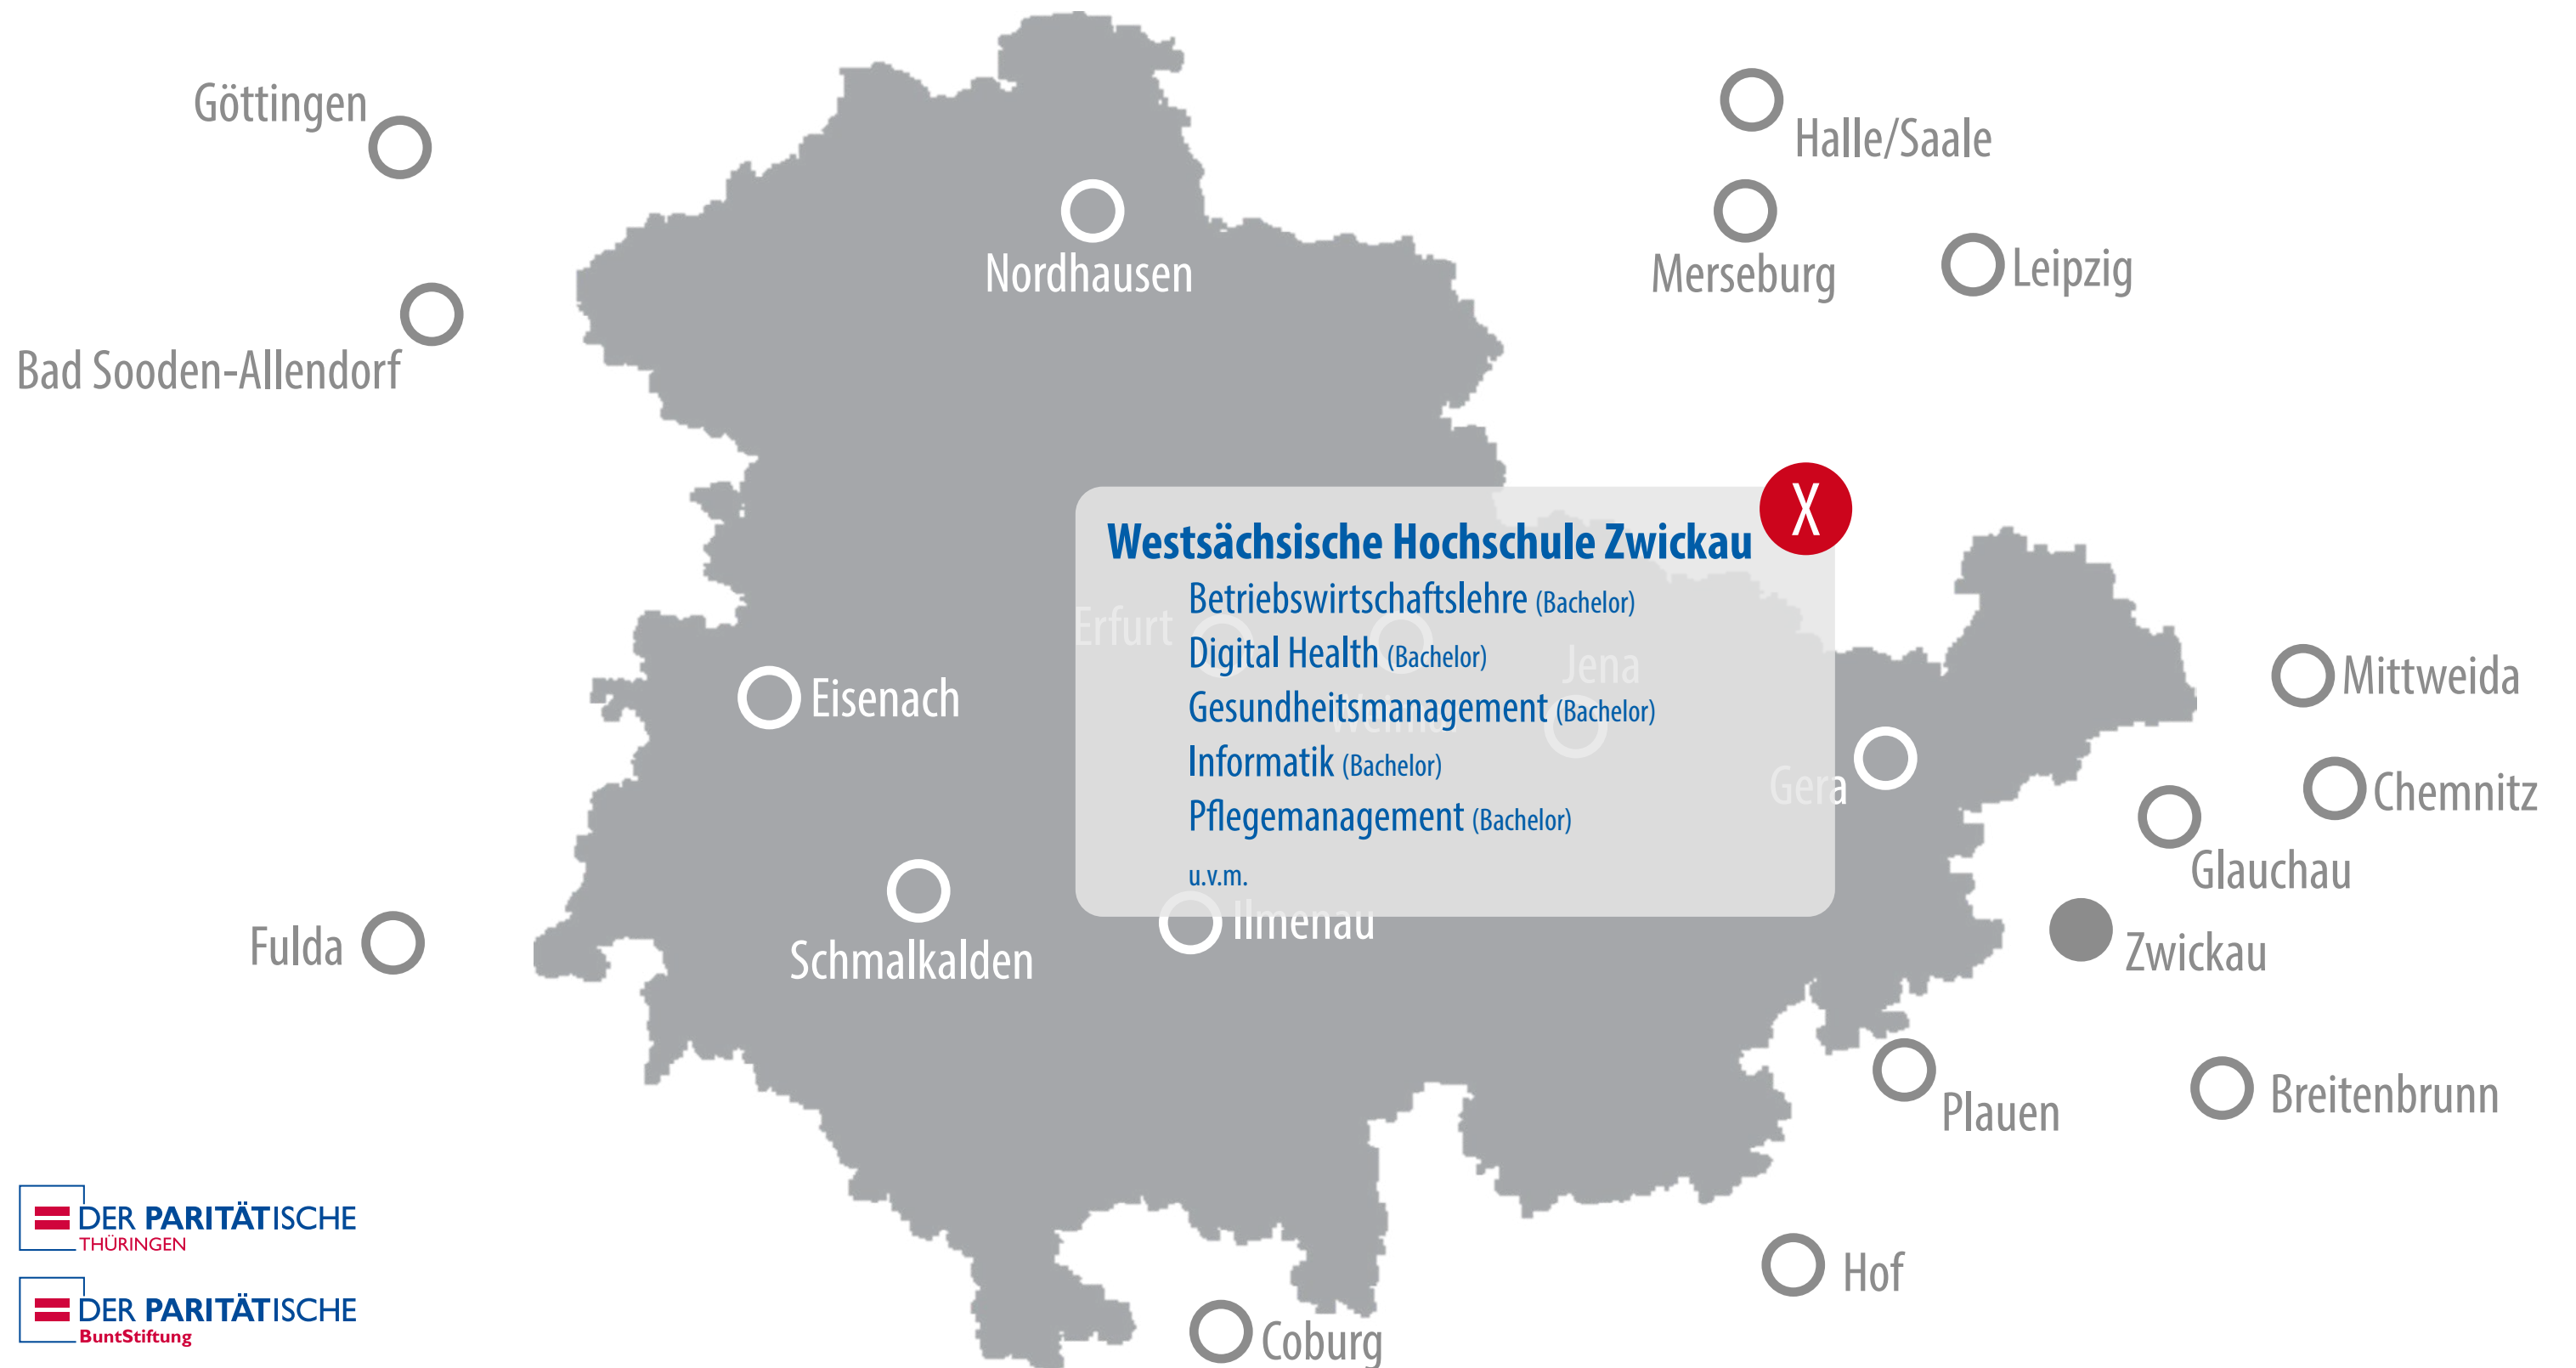 Göttingen
Halle/Saale
Nordhausen
Merseburg
Leipzig
Bad Sooden-Allendorf
X
Westsächsische Hochschule Zwickau
Betriebswirtschaftslehre (Bachelor)
Erfurt
Digital Health (Bachelor)
Jena
Mittweida
Eisenach
Gesundheitsmanagement (Bachelor)
Weimar
Informatik (Bachelor)
Gera
Chemnitz
Pflegemanagement (Bachelor)
Glauchau
u.v.m.
Ilmenau
Fulda
Schmalkalden
Zwickau
Plauen
Breitenbrunn
DER PARITÄTISCHE
THÜRINGEN
Hof
DER PARITÄTISCHE
BuntStiftung
Coburg